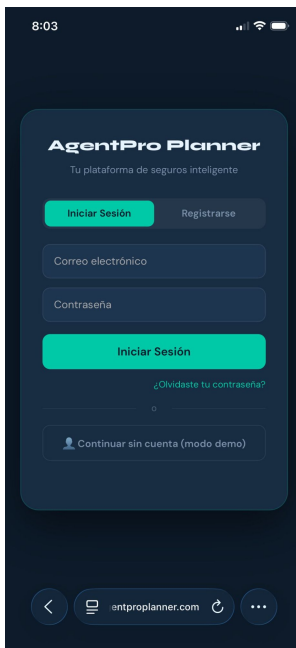 8:03
AgentPro Planner
Tu plataforma de seguros inteligente
Iniciar Sesión Registrarse
Correo electrónico
Contraseña
Iniciar Sesión
¿Olvidaste tu contraseña?
o
Continuar sin cuenta (modo demo)
entproplanner.com